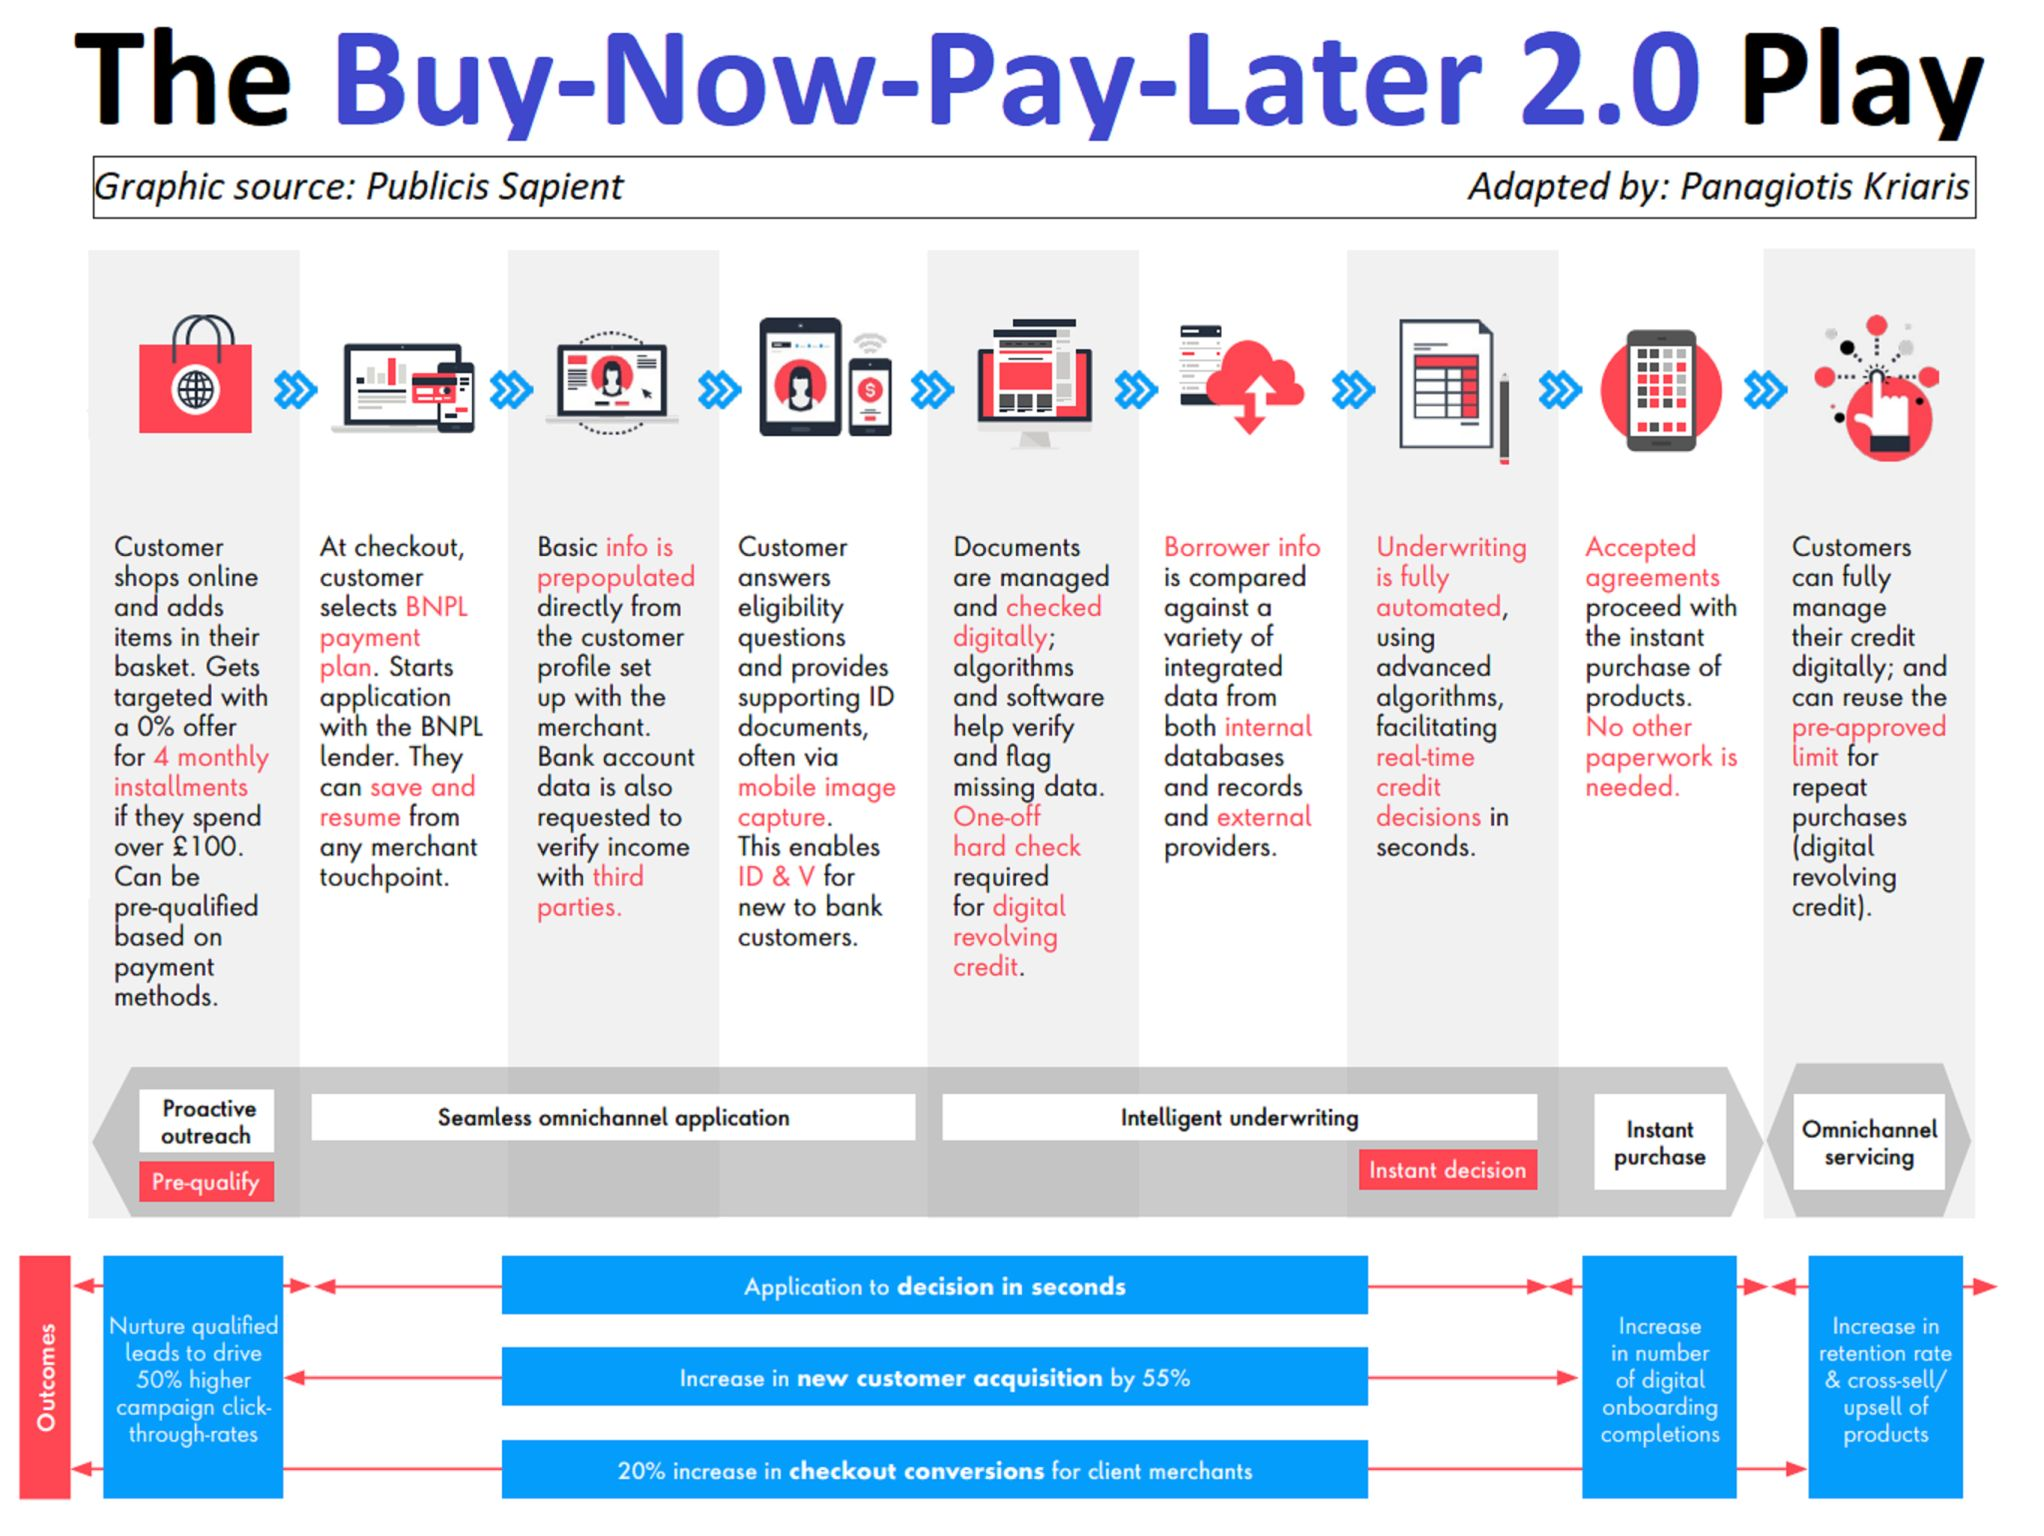 The Buy-Now-Pay-Later 2.0 Play
Graphic source: Publicis Sapient
Adapted by: Panagiotis Kriaris
Customer
shops online
and adds
items in their
basket. Gets
targeted with
a 0% offer
for 4 monthly
installments
if they spend
over £100.
Can be
pre-qualified
based on
payment
methods.
At checkout,
customer
selects BNPL
payment
plan. Starts
application
with the BNPL
lender. They
can save and
resume from
any merchant
touchpoint.
Basic info is
prepopulated
directly from
the customer
profile set
up with the
merchant.
Bank account
data is also
requested to
verify income
with third
parties.
Customer
answers
eligibility
questions
and provides
supporting ID
documents,
often via
mobile image
capture.
This enables
ID & V for
new to bank
customers.
Documents
are managed
and checked
digitally;
algorithms
and software
help verify
and flag
missing data.
One-off
hard check
required
for digital
revolving
credit.
Borrower info
is compared
against a
variety of
integrated
data from
both internal
databases
and records
and external
providers.
Underwriting
is fully
automated,
using
advanced
algorithms,
facilitating
real-time
credit
decisions in
seconds.
Accepted
agreements
proceed with
the instant
purchase of
products.
No other
paperwork is
needed.
Customers
can fully
manage
their credit
digitally; and
can reuse the
pre-approved
limit for
repeat
purchases
(digital
revolving
credit).
Proactive
outreach
Pre-qualify
Seamless omnichannel application
Intelligent underwriting
Instant decision
Instant
purchase
Omnichannel
servicing
Outcomes
Nurture qualified
leads to drive
50% higher
campaign click-
through-rates
Application to decision in seconds
Increase in new customer acquisition by 55%
20% increase in checkout conversions for client merchants
Increase
in number
of digital
onboarding
completions
Increase in
retention rate
& cross-sell/
upsell of
products